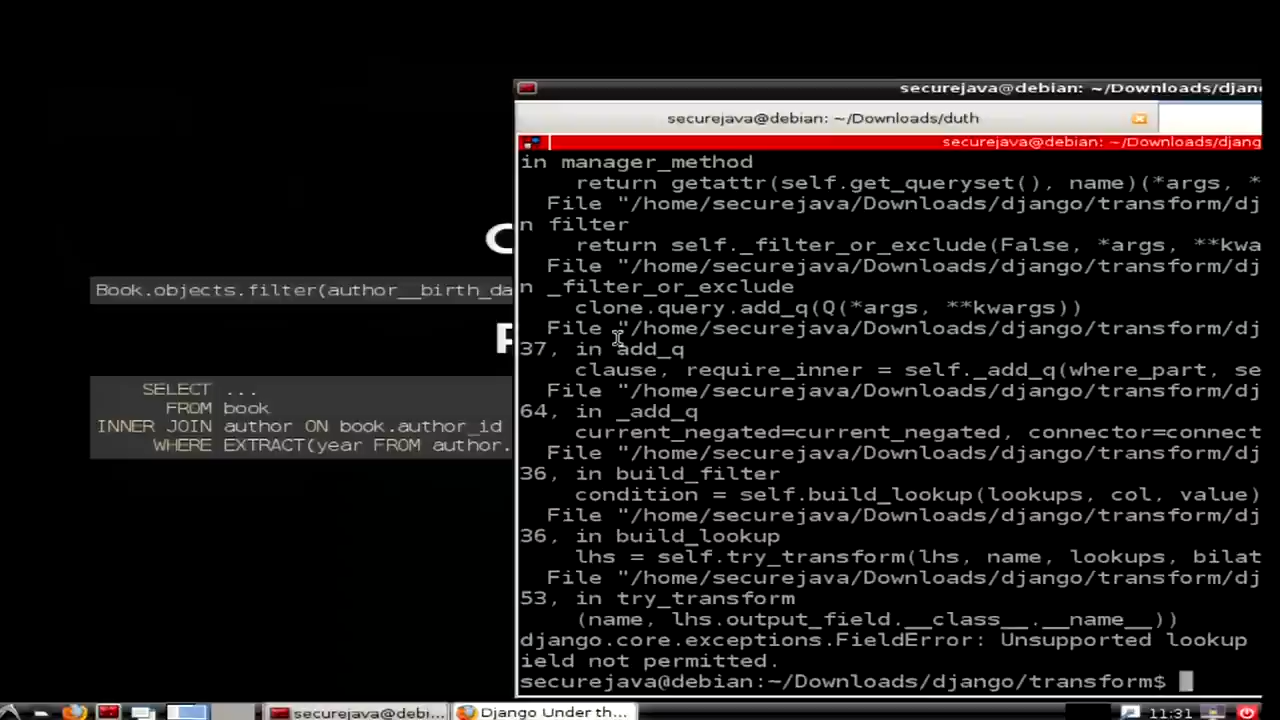 securejava@debian: ~/Downloads/djan
securejava@debian: ~/Downloads/duth
securejava@debian: ~/Downloads/djang
in manager_method
return getattr(self.get_queryset(), name)(*args, *
File "/home/securejava/Downloads/django/transform/dj
n filter
return self._filter_or_exclude(False, *args, **kwa
File "/home/securejava/Downloads/django/transform/dj
n _filter_or_exclude
clone.query.add_q(Q(*args, **kwargs))
File "/home/securejava/Downloads/django/transform/dj
37, in add_q
clause, require_inner = self._add_q(where_part, se
File "/home/securejava/Downloads/django/transform/dj
64, in _add_q
current_negated=current_negated, connector=connect
File "/home/securejava/Downloads/django/transform/dj
36, in build_filter
condition = self.build_lookup(lookups, col, value)
File "/home/securejava/Downloads/django/transform/dj
36, in build_lookup
lhs = self.try_transform(lhs, name, lookups, bilat
File "/home/securejava/Downloads/django/transform/dj
53, in try_transform
(name, lhs.output_field.__class__.__name__))
django.core.exceptions.FieldError: Unsupported lookup
ield not permitted.
securejava@debian:~/Downloads/django/transform$
Book.objects.filter(author__birth_da
SELECT ...
FROM book
INNER JOIN author ON book.author_id
WHERE EXTRACT(year FROM author.
securejava@debi...
Django Under th...
11:31